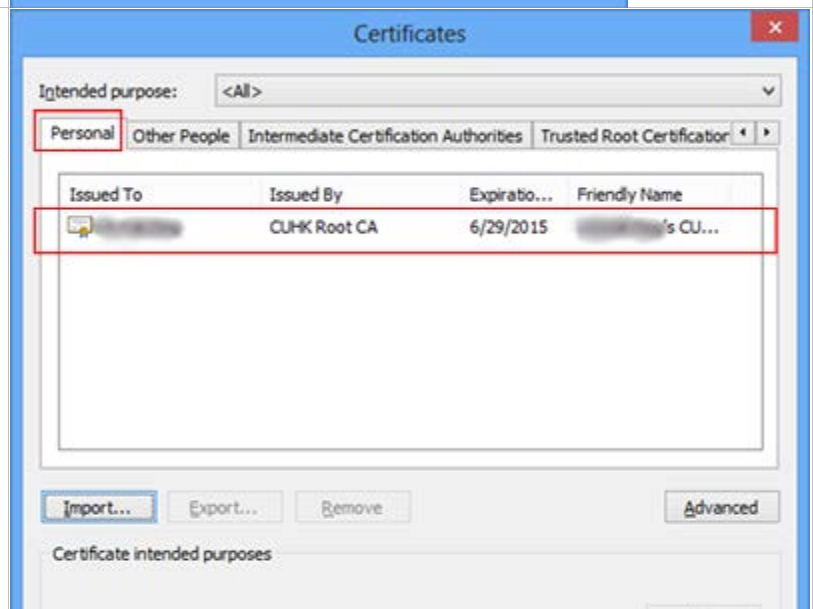 Certificates
Intended purpose: <All>
Personal Other People Intermediate Certification Authorities Trusted Root Certification
Issued To Issued By Expiratio... Friendly Name
CUHK Root CA 6/29/2015 's CU...
Import... Export... Remove Advanced
Certificate intended purposes